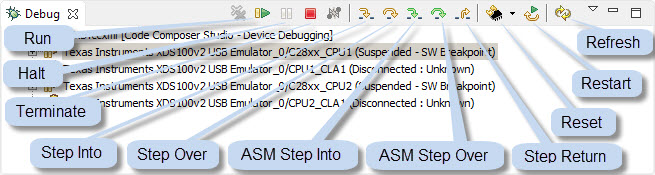 Debug
[Code Composer Studio - Device Debugging]
Texas Instruments XDS100v2 USB Emulator_0/C28xx_CPU1 (Suspended - SW Breakpoint)
Texas Instruments XDS100v2 USB Emulator_0/CPU1_CLA1 (Disconnected : Unknown)
Texas Instruments XDS100v2 USB Emulator_0/C28xx_CPU2 (Suspended - SW Breakpoint)
Instruments XDS100v2 USB Emulator_0/CPU2_CLA1 (Disconnected : Unknown)
Run
Halt
Terminate
Step Into
Step Over
ASM Step Into
ASM Step Over
Step Return
Reset
Restart
Refresh